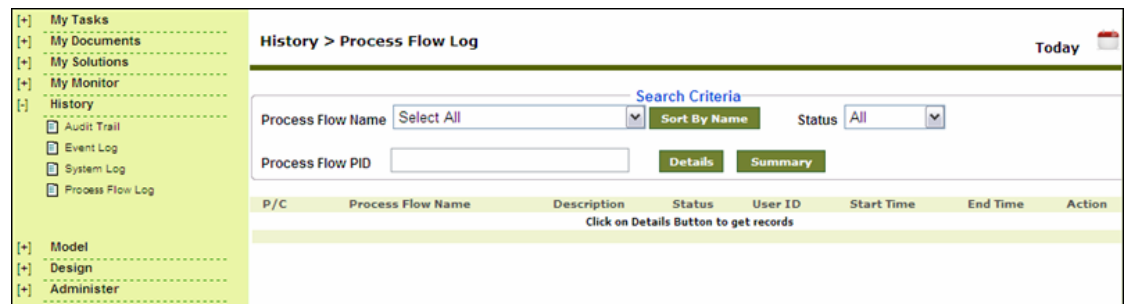 [+] My Tasks
[+] My Documents
[+] My Solutions
[+] My Monitor
[-] History
Audit Trail
Event Log
System Log
Process Flow Log
[+] Model
[+] Design
[+] Administer
History > Process Flow Log
Today
Search Criteria
Process Flow Name Select All Sort By Name Status All
Process Flow PID Details Summary
P/C Process Flow Name Description Status User ID Start Time End Time Action
Click on Details Button to get records